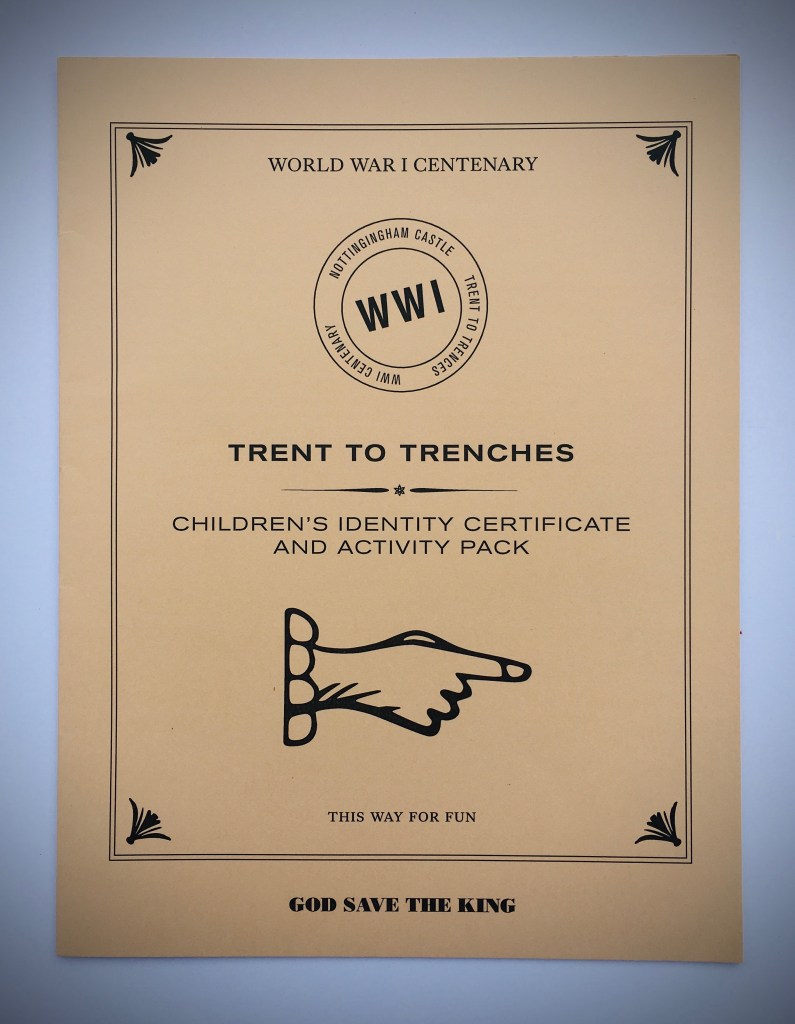 WORLD WAR I CENTENARY
NOTTINGINGHAM CASTLE
TRENT TO TRENCES
WWI CENTENARY
WWI
TRENT TO TRENCHES
CHILDREN'S IDENTITY CERTIFICATE
AND ACTIVITY PACK
THIS WAY FOR FUN
GOD SAVE THE KING